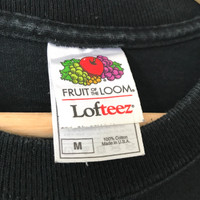 FRUIT OF THE LOOM®
Lofteez®
M
100% Cotton
Made in U.S.A.